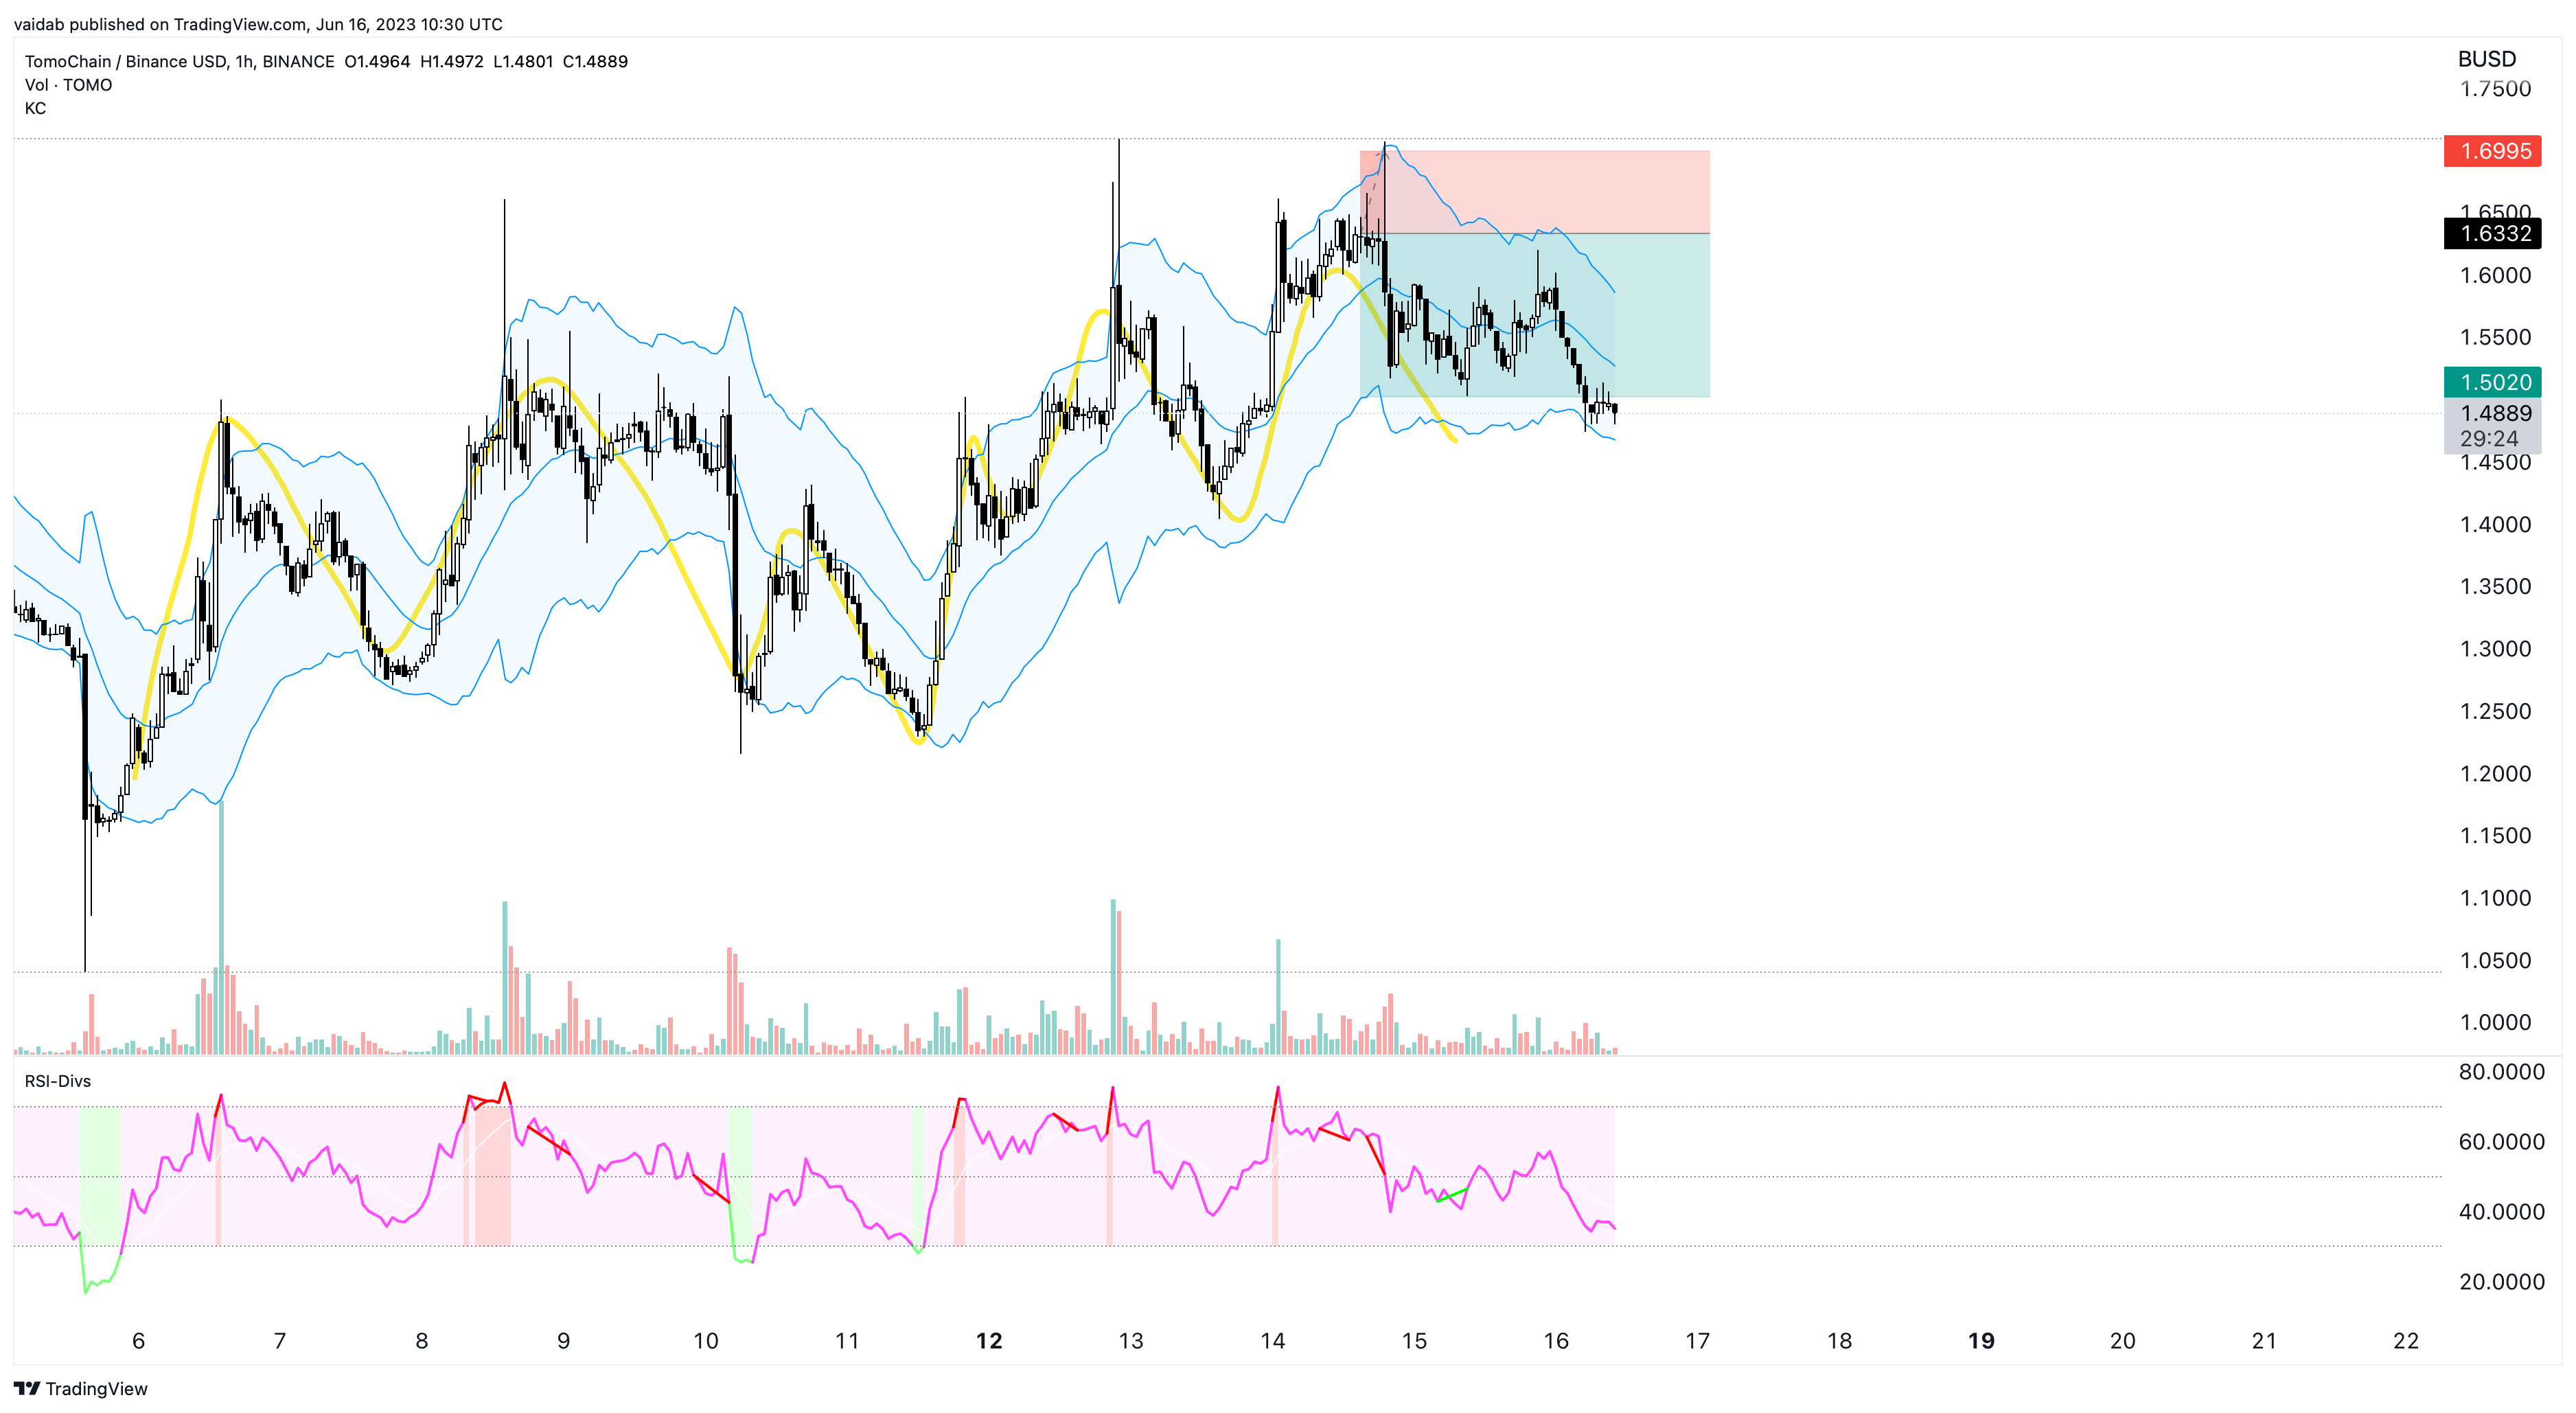 vaidab published on TradingView.com, Jun 16, 2023 10:30 UTC
TomoChain / Binance USD, 1h, BINANCE O1.4964 H1.4972 L1.4801 C1.4889
Vol · TOMO
KC
BUSD
1.7500
1.6995
1.6500
1.6332
1.6000
1.5500
1.5020
1.4889
29:24
1.4500
1.4000
1.3500
1.3000
1.2500
1.2000
1.1500
1.1000
1.0500
1.0000
RSI-Divs
80.0000
60.0000
40.0000
20.0000
6 7 8 9 10 11 12 13 14 15 16 17 18 19 20 21 22
TradingView